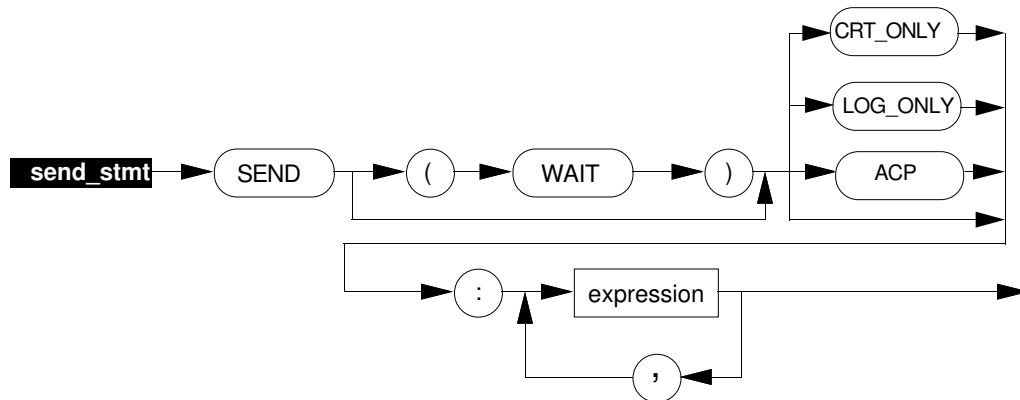 CRT_ONLY
LOG_ONLY
send_stmt SEND ( WAIT ) ACP
: expression
,